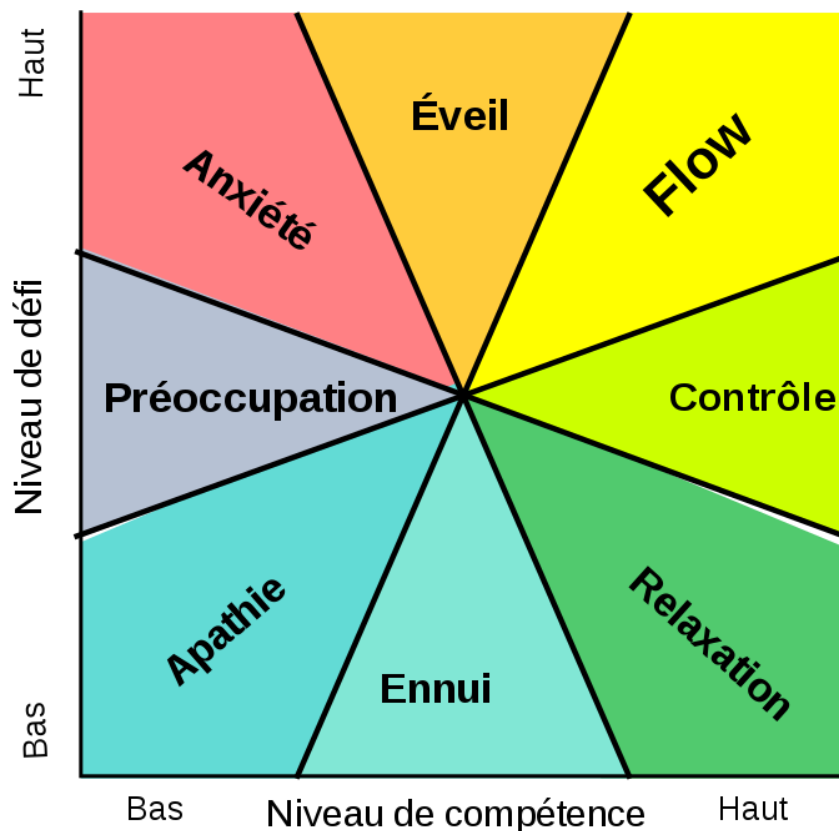 Haut
Éveil
Flow
Anxiété
Niveau de défi
Préoccupation
Contrôle
Apathie
Relaxation
Ennui
Bas
Bas
Niveau de compétence
Haut